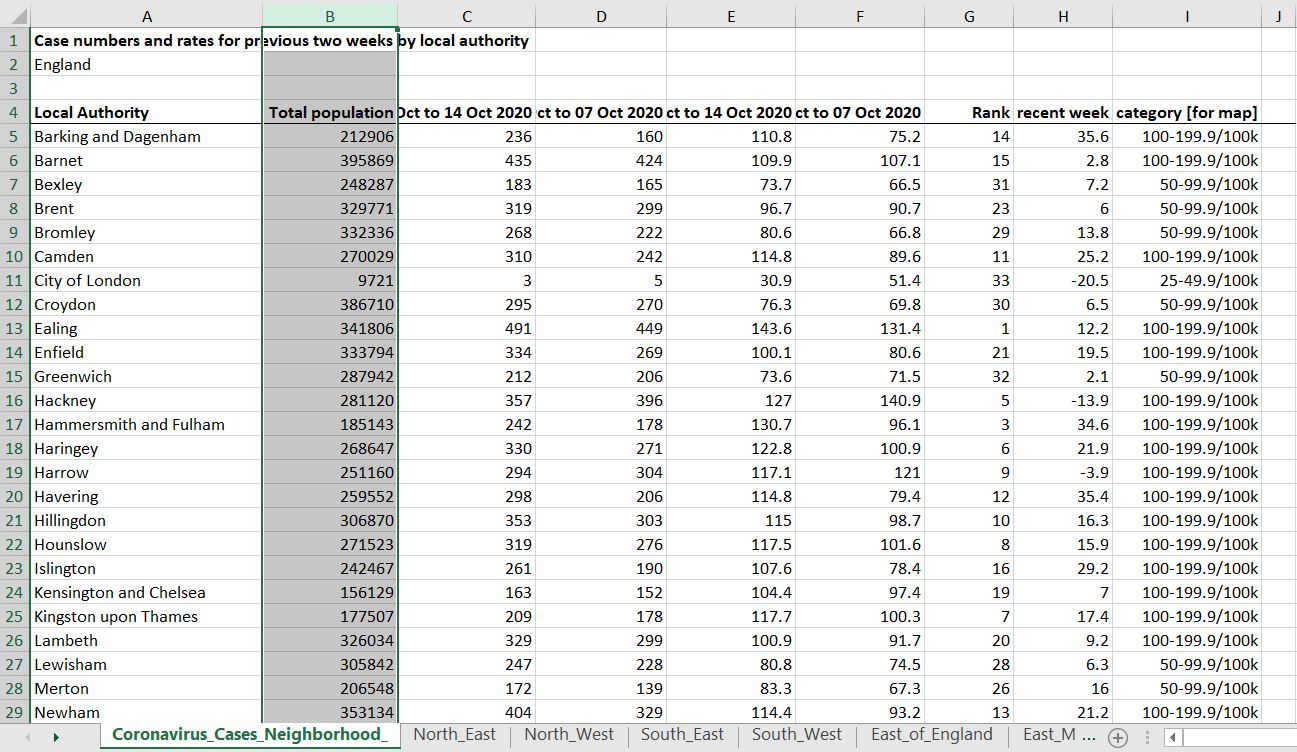 A B C D E F G H I J
1 Case numbers and rates for previous two weeks by local authority
2 England
3
4 Local Authority Total population Oct to 14 Oct 2020 ct to 07 Oct 2020 ct to 14 Oct 2020 ct to 07 Oct 2020 Rank recent week category [for map]
5 Barking and Dagenham 212906 236 160 110.8 75.2 14 35.6 100-199.9/100k
6 Barnet 395869 435 424 109.9 107.1 15 2.8 100-199.9/100k
7 Bexley 248287 183 165 73.7 66.5 31 7.2 50-99.9/100k
8 Brent 329771 319 299 96.7 90.7 23 6 50-99.9/100k
9 Bromley 332336 268 222 80.6 66.8 29 13.8 50-99.9/100k
10 Camden 270029 310 242 114.8 89.6 11 25.2 100-199.9/100k
11 City of London 9721 3 5 30.9 51.4 33 -20.5 25-49.9/100k
12 Croydon 386710 295 270 76.3 69.8 30 6.5 50-99.9/100k
13 Ealing 341806 491 449 143.6 131.4 1 12.2 100-199.9/100k
14 Enfield 333794 334 269 100.1 80.6 21 19.5 100-199.9/100k
15 Greenwich 287942 212 206 73.6 71.5 32 2.1 50-99.9/100k
16 Hackney 281120 357 396 127 140.9 5 -13.9 100-199.9/100k
17 Hammersmith and Fulham 185143 242 178 130.7 96.1 3 34.6 100-199.9/100k
18 Haringey 268647 330 271 122.8 100.9 6 21.9 100-199.9/100k
19 Harrow 251160 294 304 117.1 121 9 -3.9 100-199.9/100k
20 Havering 259552 298 206 114.8 79.4 12 35.4 100-199.9/100k
21 Hillingdon 306870 353 303 115 98.7 10 16.3 100-199.9/100k
22 Hounslow 271523 319 276 117.5 101.6 8 15.9 100-199.9/100k
23 Islington 242467 261 190 107.6 78.4 16 29.2 100-199.9/100k
24 Kensington and Chelsea 156129 163 152 104.4 97.4 19 7 100-199.9/100k
25 Kingston upon Thames 177507 209 178 117.7 100.3 7 17.4 100-199.9/100k
26 Lambeth 326034 329 299 100.9 91.7 20 9.2 100-199.9/100k
27 Lewisham 305842 247 228 80.8 74.5 28 6.3 50-99.9/100k
28 Merton 206548 172 139 83.3 67.3 26 16 50-99.9/100k
29 Newham 353134 404 329 114.4 93.2 13 21.2 100-199.9/100k
Coronavirus_Cases_Neighborhood_ North_East North_West South_East South_West East_of_England East_M ...